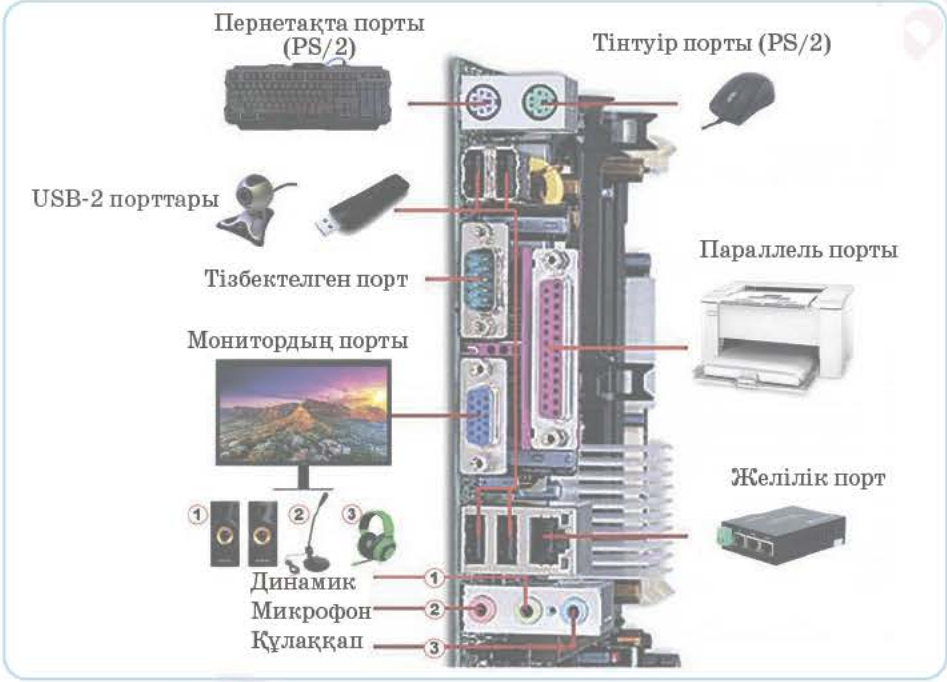 Пернетақта порты
(PS/2)
Тінтуір порты (PS/2)
USB-2 порттары
Тізбектелген порт
Параллель порты
Монитордың порты
Желілік порт
1
2
3
Динамик
1
Микрофон
2
Құлаққап
3